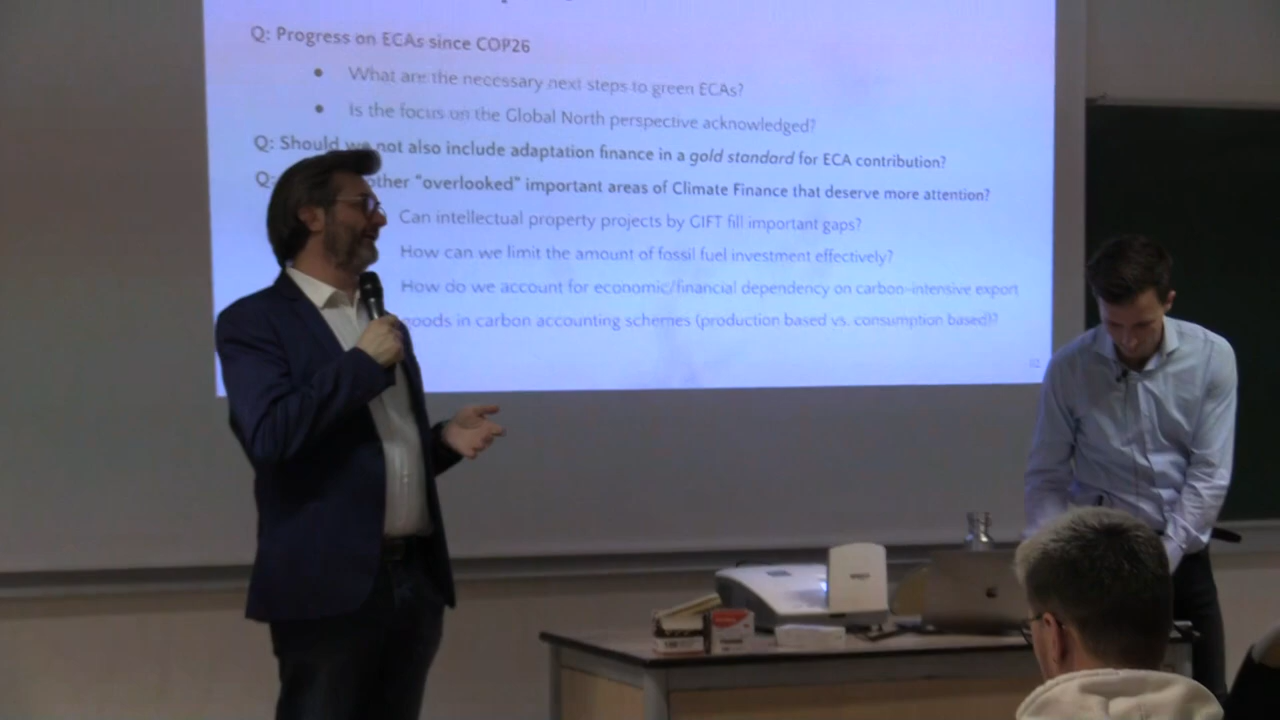 Q: Progress on ECAs since COP26
• What are the necessary next steps to green ECAs?
• Is the focus on the Global North perspective acknowledged?
Q: Should we not also include adaptation finance in a gold standard for ECA contribution?
Q: other "overlooked" important areas of Climate Finance that deserve more attention?
Can intellectual property projects by GIFT fill important gaps?
How can we limit the amount of fossil fuel investment effectively?
How do we account for economic/financial dependency on carbon-intensive export
goods in carbon accounting schemes (production based vs. consumption based)?